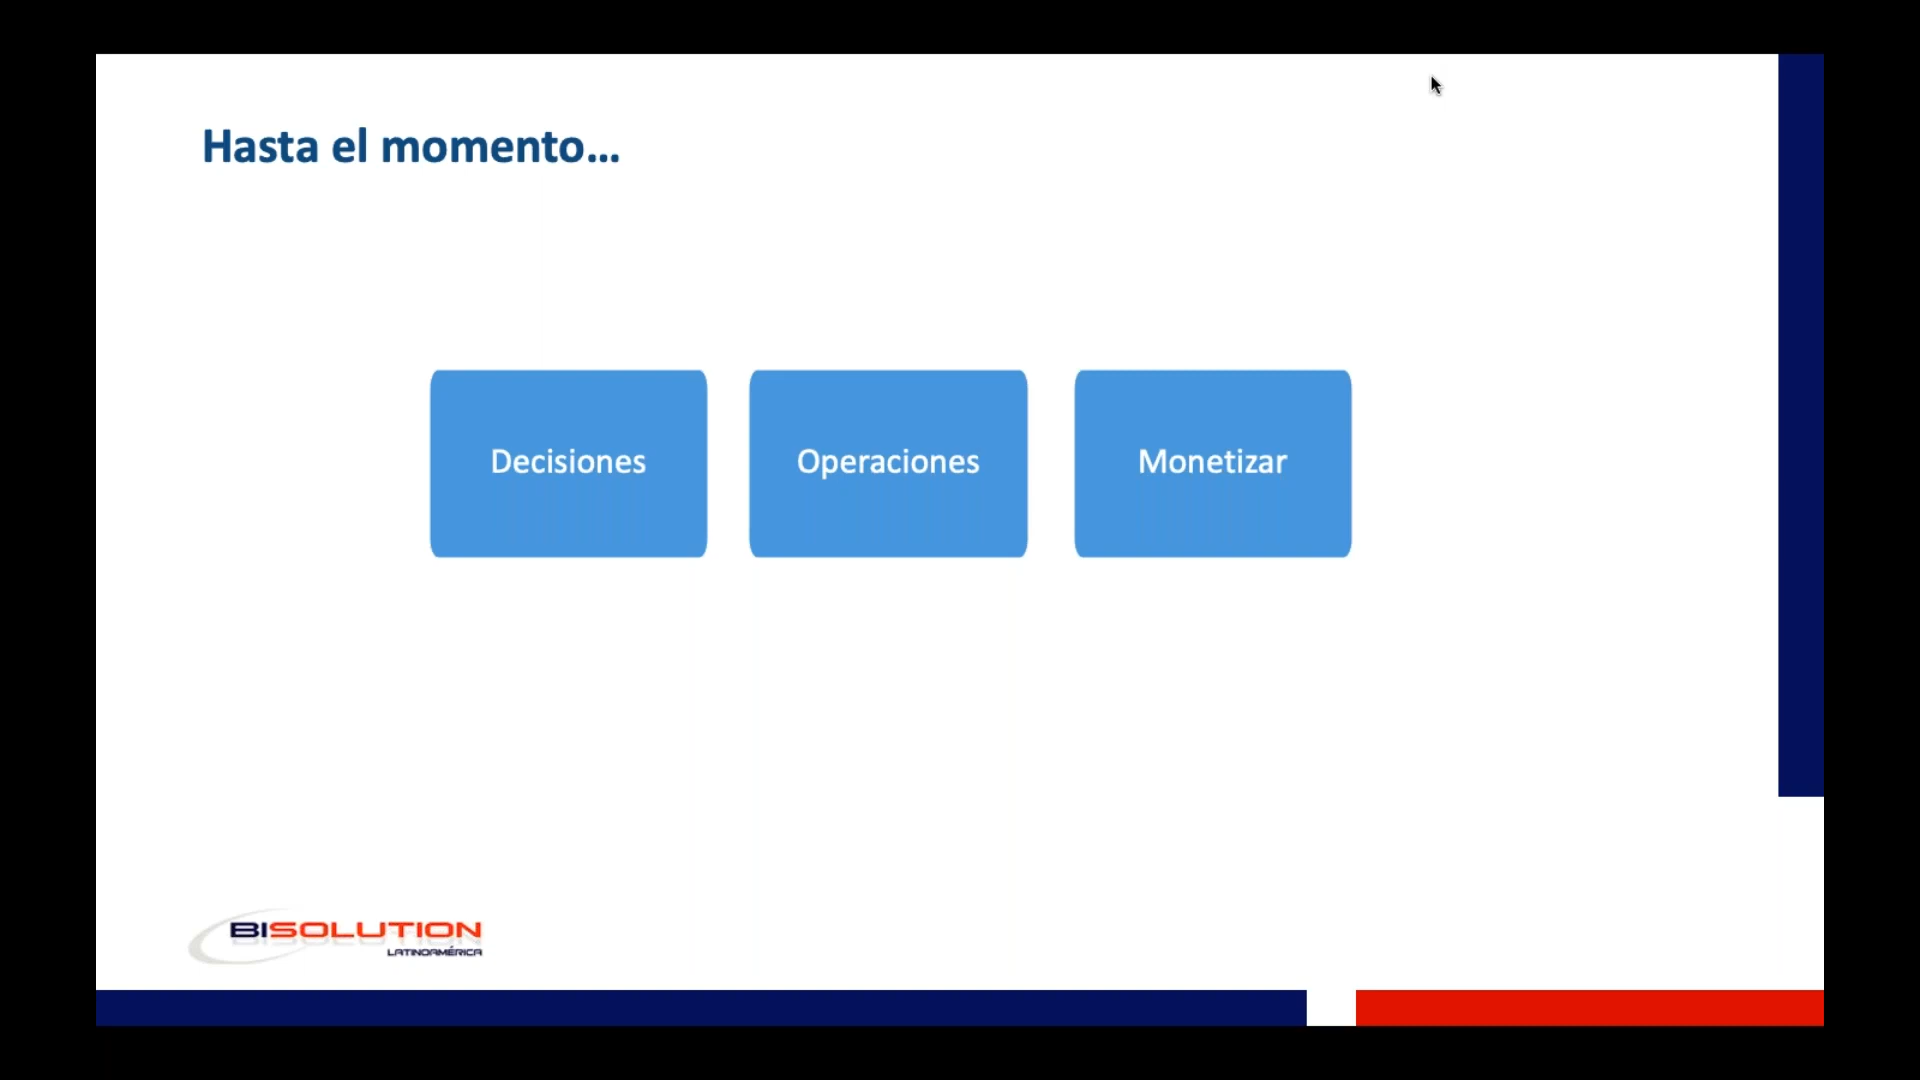 Hasta el momento...
Decisiones
Operaciones
Monetizar
BISOLUTION
LATINOAMÉRICA